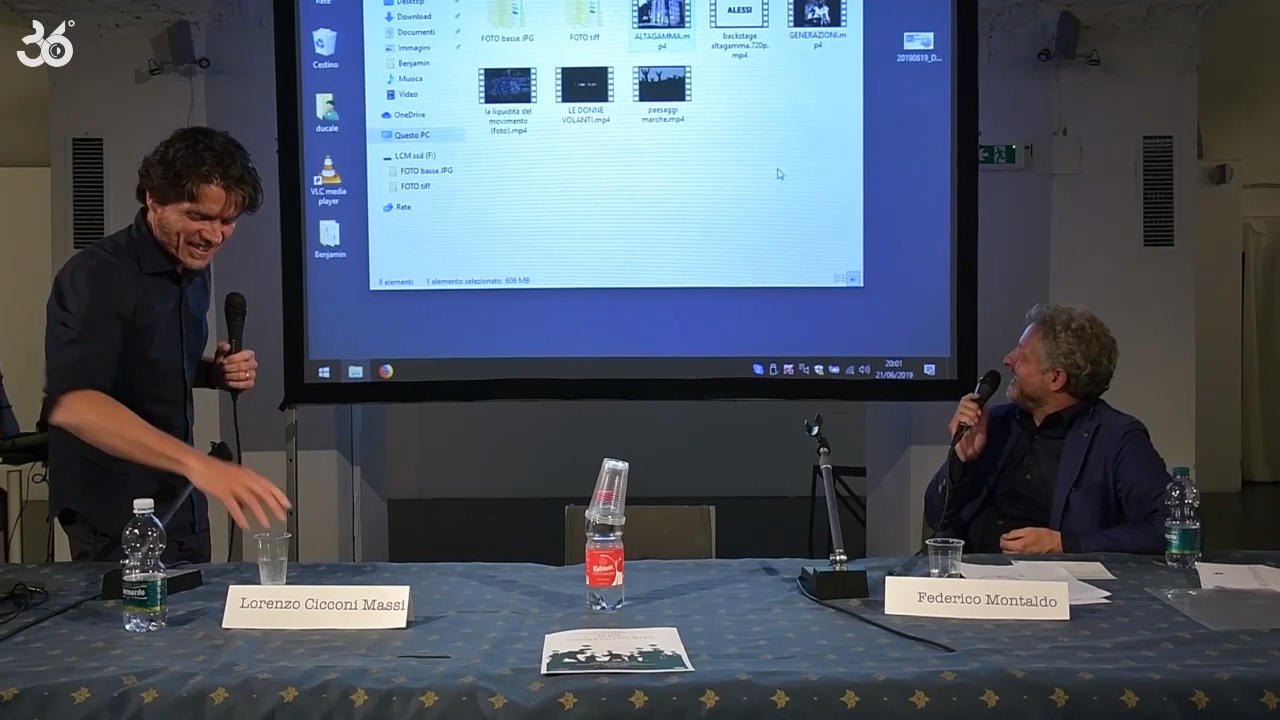 36°
Rete
Cestino
ducale
VLC media
player
Benjamin
Desktop
Download
Documenti
Immagini
Benjamin
Musica
Video
OneDrive
Questo PC
LCM ssd (F:)
FOTO basse JPG
FOTO tiff
Rete
FOTO basse JPG
FOTO tiff
ALTAGAMMA.m
p4
ALESSI
backstage
altagamma.720p.
mp4
GENERAZIONI.m
p4
la liquidità del
movimento
(foto).mp4
LE DONNE
VOLANTI.mp4
paesaggi
marche.mp4
20190619_D...
8 elementi
1 elemento selezionato 606 MB
20:01
21/06/2019
Lorenzo Cicconi Massi
Federico Montaldo